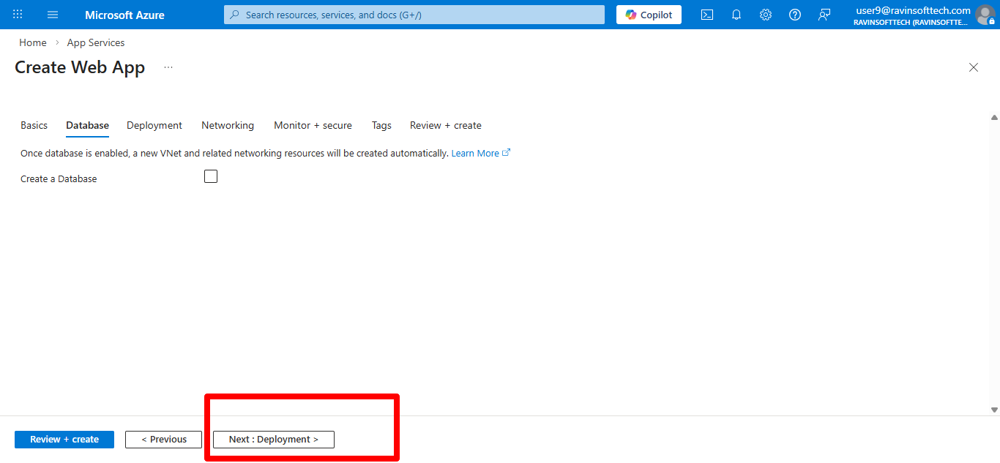 Microsoft Azure
Search resources, services, and docs (G+/)
Copilot
user9@ravinsofttech.com
RAVINSOFTTECH (RAVINSOFTTE...
Home > App Services
Create Web App ...
Basics Database Deployment Networking Monitor + secure Tags Review + create
Once database is enabled, a new VNet and related networking resources will be created automatically. Learn More
Create a Database
Review + create < Previous Next : Deployment >